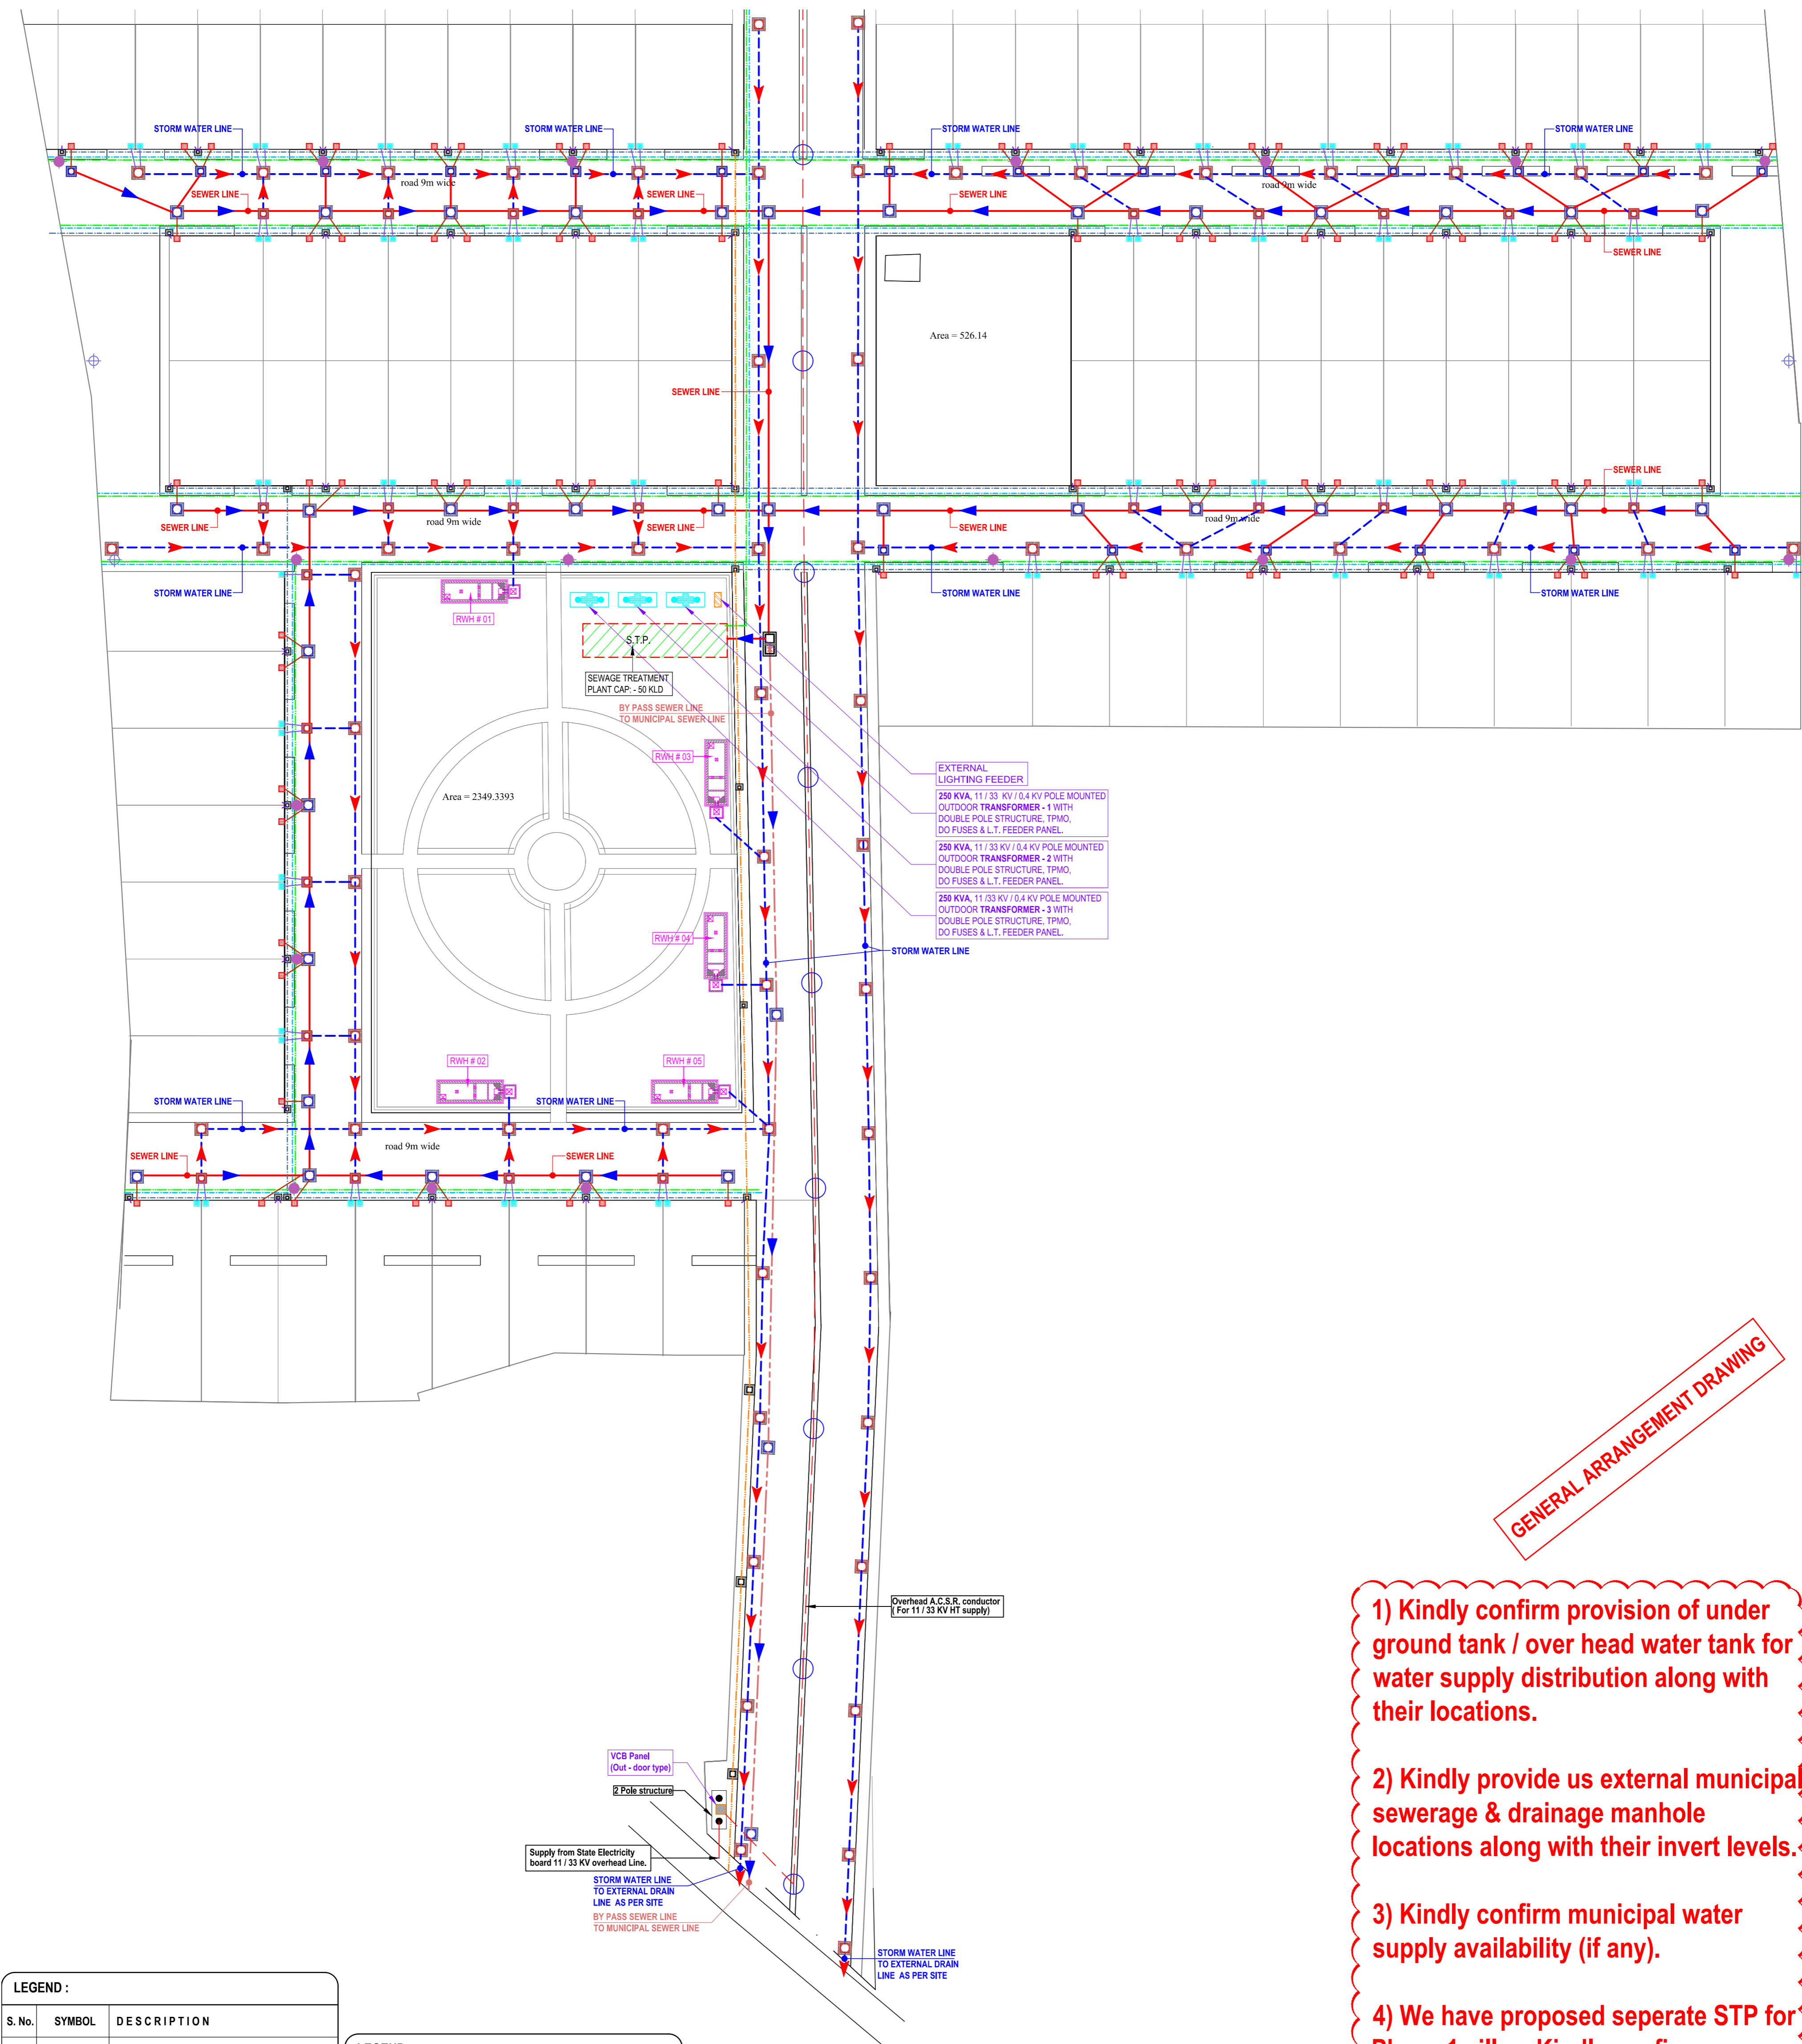 STORM WATER LINE
STORM WATER LINE
STORM WATER LINE
STORM WATER LINE
road 9m wide
road 9m wide
SEWER LINE
SEWER LINE
SEWER LINE
SEWER LINE
Area = 526.14
SEWER LINE
SEWER LINE
road 9m wide
road 9m wide
SEWER LINE
SEWER LINE
SEWER LINE
STORM WATER LINE
STORM WATER LINE
STORM WATER LINE
RWH # 01
S.T.P.
SEWAGE TREATMENT
PLANT CAP: - 50 KLD
BY PASS SEWER LINE
TO MUNICIPAL SEWER LINE
RWH # 03
Area = 2349.3393
EXTERNAL
LIGHTING FEEDER
250 KVA, 11 / 33 KV / 0.4 KV POLE MOUNTED
OUTDOOR TRANSFORMER - 1 WITH
DOUBLE POLE STRUCTURE, TPMO,
DO FUSES & L.T. FEEDER PANEL.
250 KVA, 11 / 33 KV / 0.4 KV POLE MOUNTED
OUTDOOR TRANSFORMER - 2 WITH
DOUBLE POLE STRUCTURE, TPMO,
DO FUSES & L.T. FEEDER PANEL.
250 KVA, 11 /33 KV / 0.4 KV POLE MOUNTED
OUTDOOR TRANSFORMER - 3 WITH
DOUBLE POLE STRUCTURE, TPMO,
DO FUSES & L.T. FEEDER PANEL.
RWH # 04
STORM WATER LINE
RWH # 02
RWH # 05
STORM WATER LINE
STORM WATER LINE
road 9m wide
SEWER LINE
SEWER LINE
GENERAL ARRANGEMENT DRAWING
Overhead A.C.S.R. conductor
( For 11 / 33 KV HT supply)
VCB Panel
(Out - door type)
2 Pole structure
Supply from State Electricity
board 11 / 33 KV overhead Line.
STORM WATER LINE
TO EXTERNAL DRAIN
LINE AS PER SITE
BY PASS SEWER LINE
TO MUNICIPAL SEWER LINE
STORM WATER LINE
TO EXTERNAL DRAIN
LINE AS PER SITE
1) Kindly confirm provision of under
ground tank / over head water tank for
water supply distribution along with
their locations.
2) Kindly provide us external municipal
sewerage & drainage manhole
locations along with their invert levels.
3) Kindly confirm municipal water
supply availability (if any).
4) We have proposed seperate STP for
LEGEND :
S. No. SYMBOL DESCRIPTION